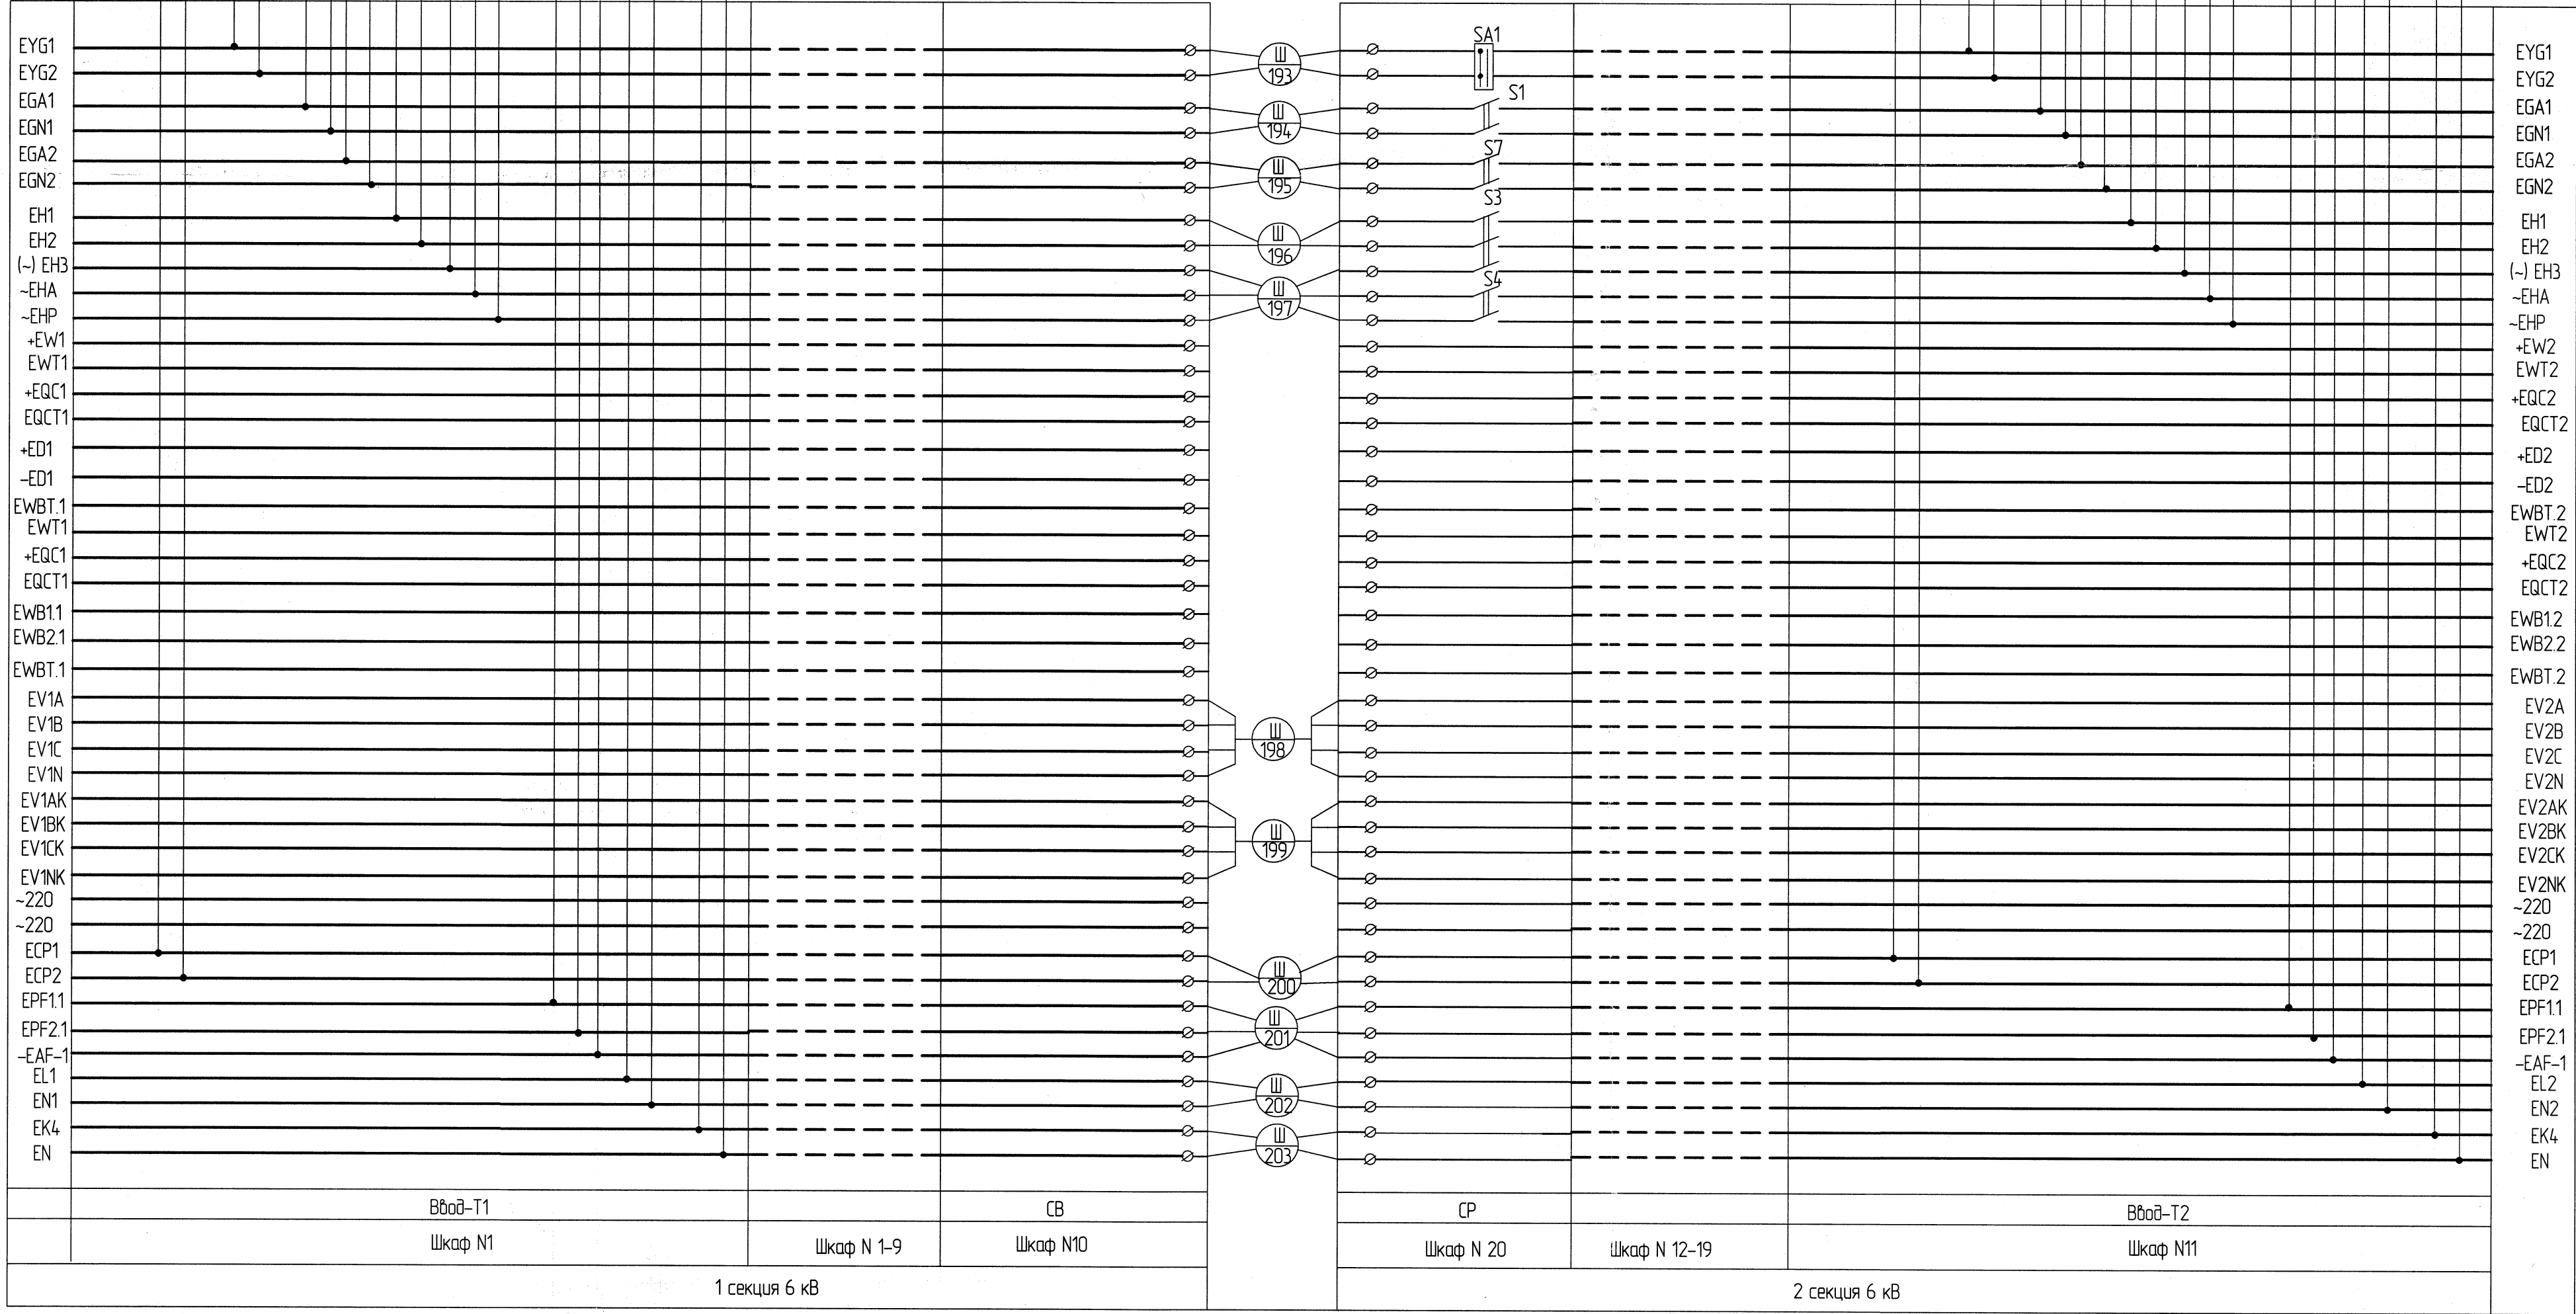 EYG1
EYG2
EGA1
EGN1
EGA2
EGN2
EH1
EH2
(~) EH3
~EHA
~EHP
+EW1
EWT1
+EQC1
EQCT1
+ED1
-ED1
EWBT.1
EWT1
+EQC1
EQCT1
EWB1.1
EWB2.1
EWBT.1
EV1A
EV1B
EV1C
EV1N
EV1AK
EV1BK
EV1CK
EV1NK
~220
~220
ECP1
ECP2
EPF1.1
EPF2.1
-EAF-1
EL1
EN1
EK4
EN
Ш
193
Ш
194
Ш
195
Ш
196
Ш
197
Ш
198
Ш
199
Ш
200
Ш
201
Ш
202
Ш
203
SA1
S1
S7
S3
S4
EYG1
EYG2
EGA1
EGN1
EGA2
EGN2
EH1
EH2
(~) EH3
~EHA
~EHP
+EW2
EWT2
+EQC2
EQCT2
+ED2
-ED2
EWBT.2
EWT2
+EQC2
EQCT2
EWB1.2
EWB2.2
EWBT.2
EV2A
EV2B
EV2C
EV2N
EV2AK
EV2BK
EV2CK
EV2NK
~220
~220
ECP1
ECP2
EPF1.1
EPF2.1
-EAF-1
EL2
EN2
EK4
EN
Ввод-Т1
СВ
Шкаф N1
Шкаф N 1-9
Шкаф N10
1 секция 6 кВ
СР
Ввод-Т2
Шкаф N 20
Шкаф N 12-19
Шкаф N11
2 секция 6 кВ